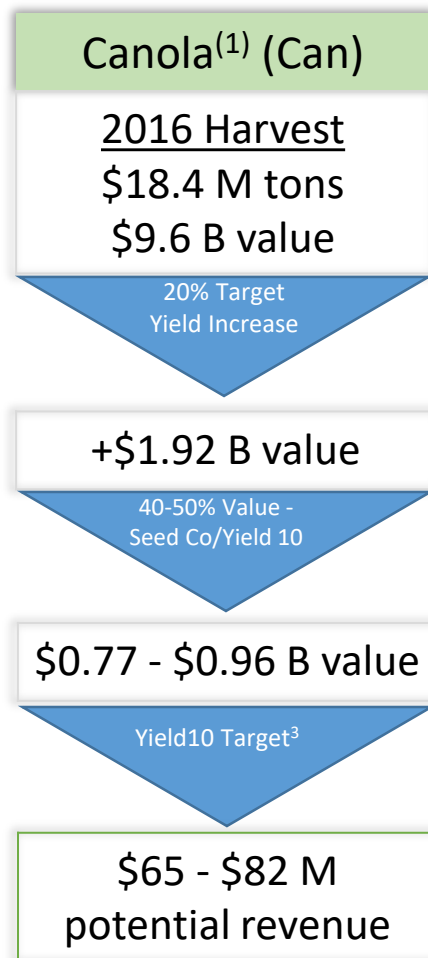 Canola(1) (Can)
2016 Harvest
$18.4 M tons
$9.6 B value
20% Target
Yield Increase
+$1.92 B value
40-50% Value -
Seed Co/Yield 10
$0.77 - $0.96 B value
Yield10 Target3
$65 - $82 M
potential revenue